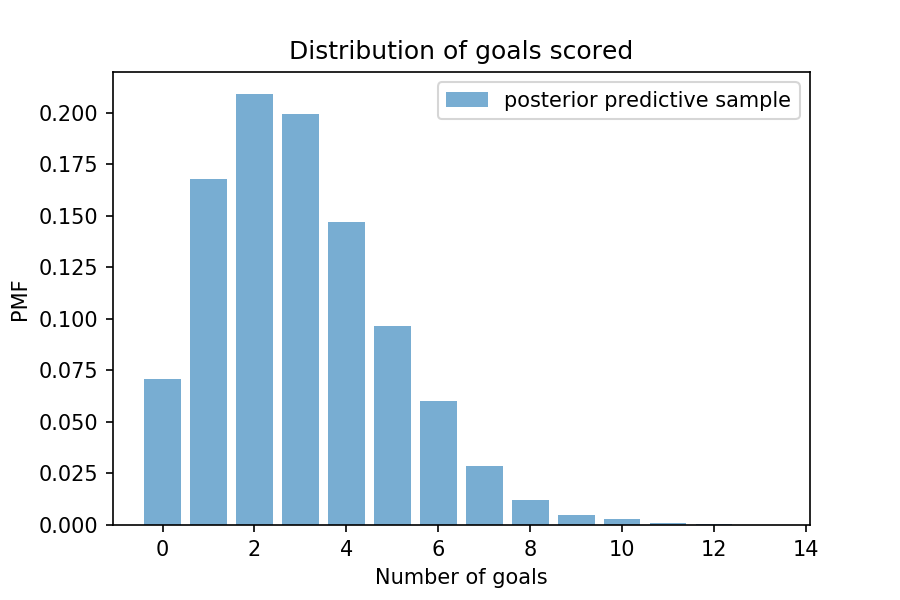 Distribution of goals scored
posterior predictive sample
0.200
0.175
0.150
0.125
0.100
0.075
0.050
0.025
0.000
PMF
0 2 4 6 8 10 12 14
Number of goals